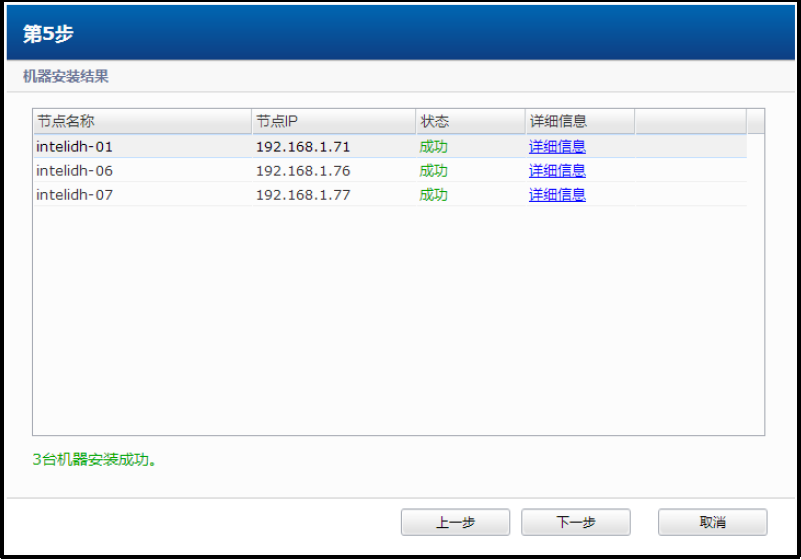 第5步
机器安装结果
节点名称 节点IP 状态 详细信息
intelidh-01 192.168.1.71 成功 详细信息
intelidh-06 192.168.1.76 成功 详细信息
intelidh-07 192.168.1.77 成功 详细信息
3台机器安装成功。
上一步 下一步 取消